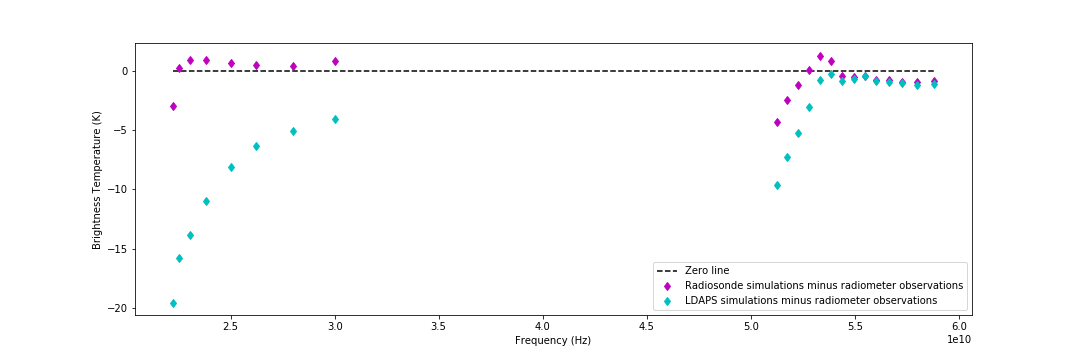 0
−5
−10
−15
−20
Brightness Temperature (K)
2.5
3.0
3.5
4.0
4.5
5.0
5.5
6.0
1e10
Frequency (Hz)
Zero line
Radiosonde simulations minus radiometer observations
LDAPS simulations minus radiometer observations